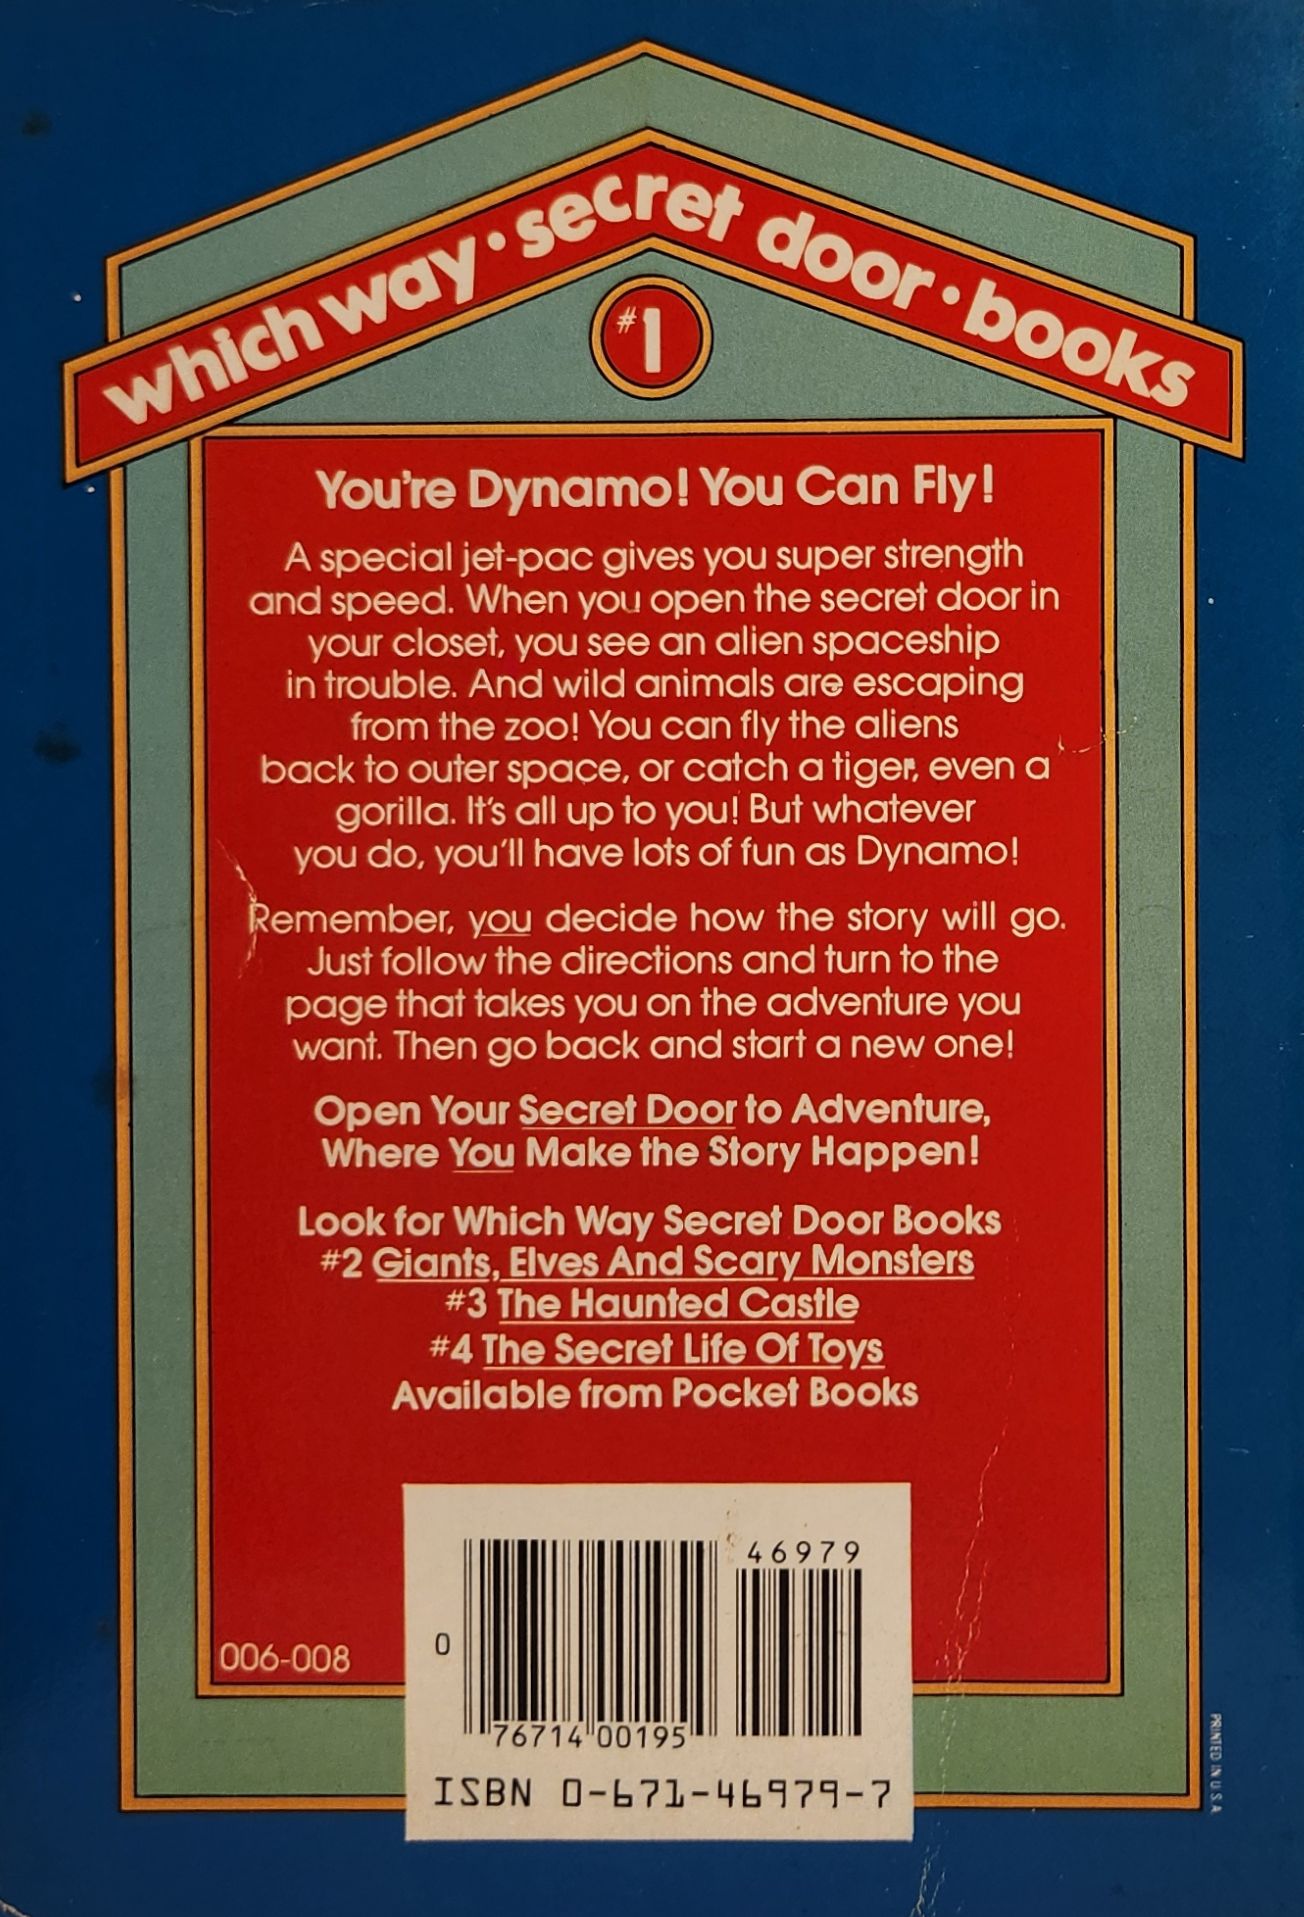 which way • secret door • books
#1
You're Dynamo! You Can Fly!
A special jet-pac gives you super strength
and speed. When you open the secret door in
your closet, you see an alien spaceship
in trouble. And wild animals are escaping
from the zoo! You can fly the aliens
back to outer space, or catch a tiger, even a
gorilla. It's all up to you! But whatever
you do, you'll have lots of fun as Dynamo!
Remember, you decide how the story will go.
Just follow the directions and turn to the
page that takes you on the adventure you
want. Then go back and start a new one!
Open Your Secret Door to Adventure,
Where You Make the Story Happen!
Look for Which Way Secret Door Books
#2 Giants, Elves And Scary Monsters
#3 The Haunted Castle
#4 The Secret Life Of Toys
Available from Pocket Books
46979
0
76714 00195
ISBN 0-671-46979-7
006-008
PRINTED IN U.S.A.